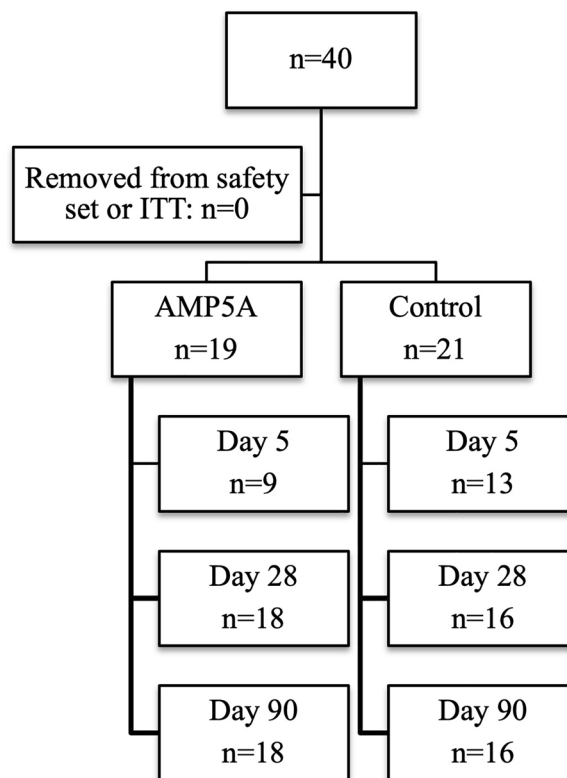 n=40
Removed from safety
set or ITT: n=0
AMP5A
n=19
Control
n=21
Day 5
n=9
Day 5
n=13
Day 28
n=18
Day 28
n=16
Day 90
n=18
Day 90
n=16